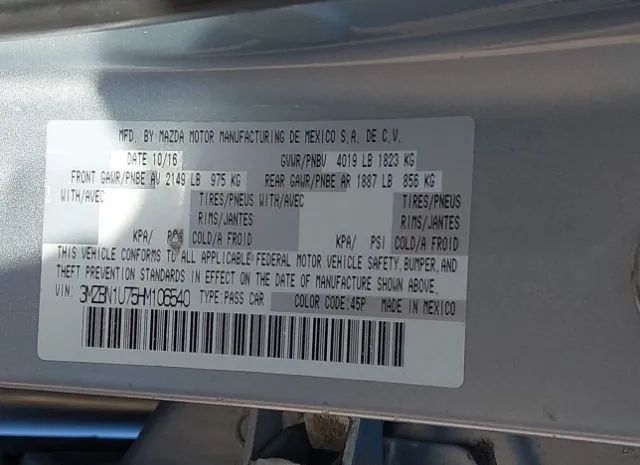 MFD. BY MAZDA MOTOR MANUFACTURING DE MEXICO S.A. DE C.V.
DATE 10/16 GVWR/PNBV 4019 LB 1823 KG
FRONT GAWR/PNBE AV 2149 LB 975 KG REAR GAWR/PNBE AR 1887 LB 856 KG
WITH/AVEC TIRES/PNEUS WITH/AVEC TIRES/PNEUS
RIMS/JANTES RIMS/JANTES
KPA/ PSI COLD/A FROID KPA/ PSI COLD/A FROID
THIS VEHICLE CONFORMS TO ALL APPLICABLE FEDERAL MOTOR VEHICLE SAFETY, BUMPER, AND
THEFT PREVENTION STANDARDS IN EFFECT ON THE DATE OF MANUFACTURE SHOWN ABOVE.
VIN: 3MZBN1U75HM106540 TYPE: PASS CAR COLOR CODE: 45P MADE IN MEXICO